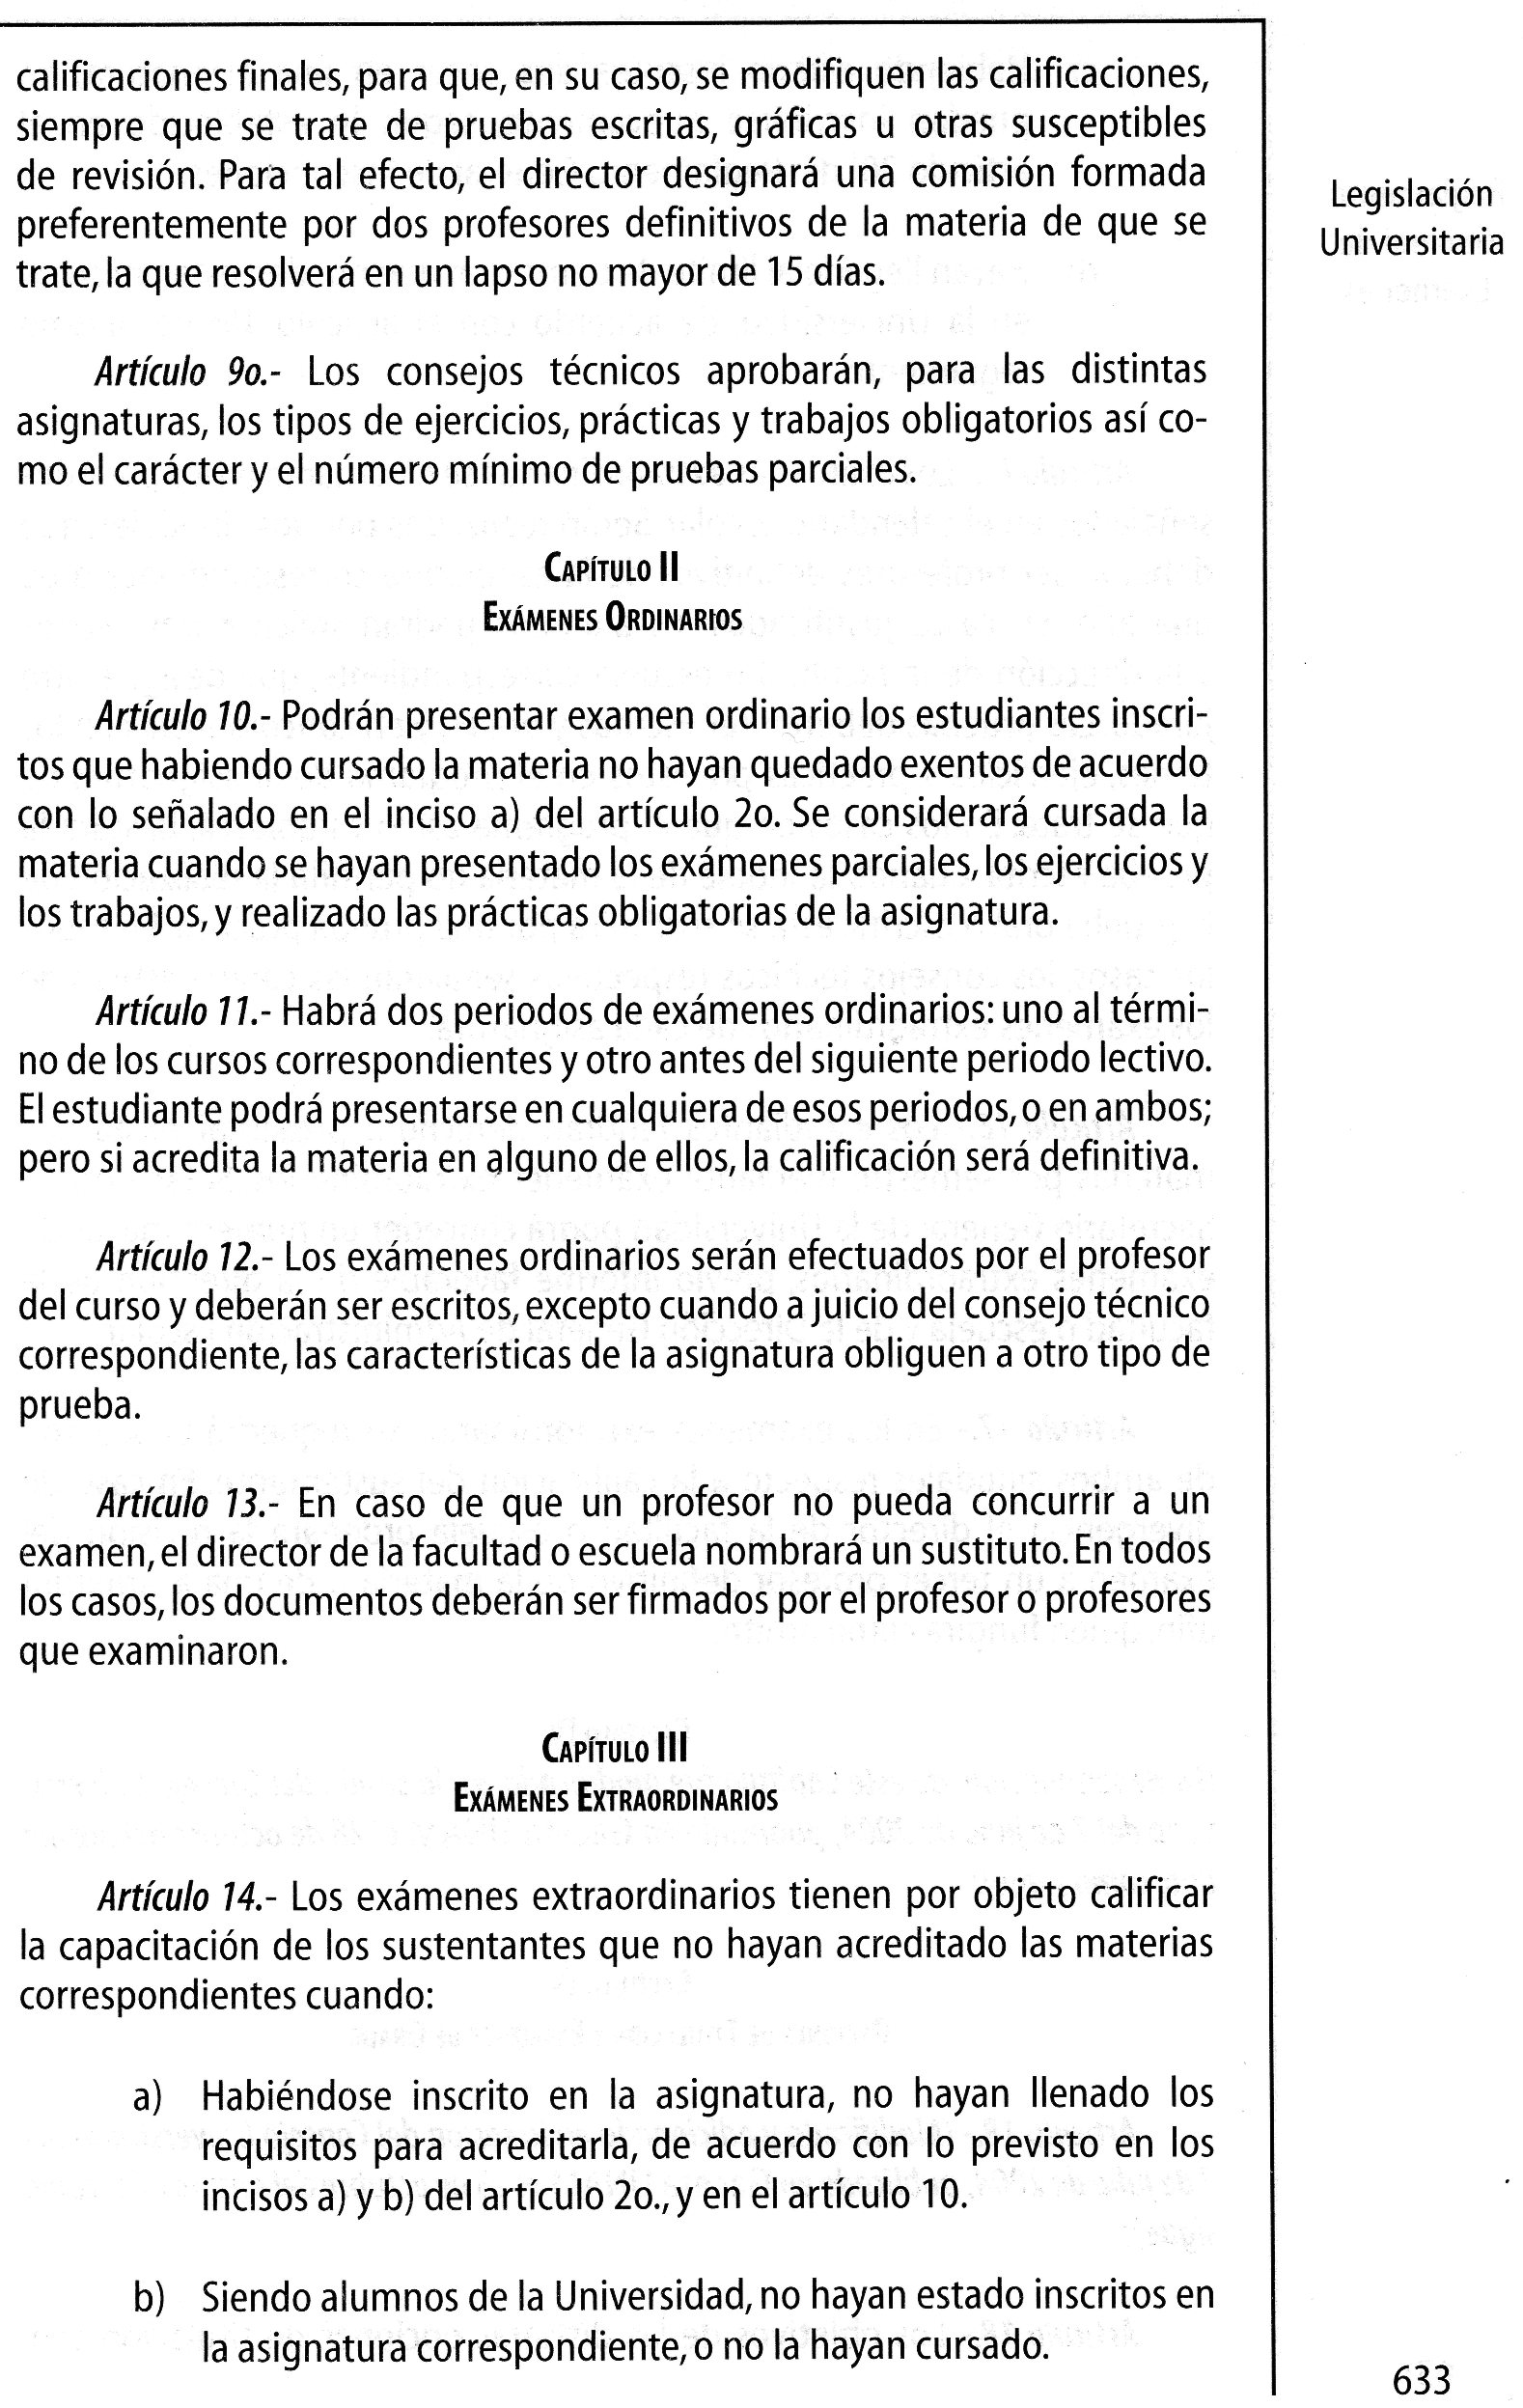 calificaciones finales, para que, en su caso, se modifiquen las calificaciones,
siempre que se trate de pruebas escritas, gráficas u otras susceptibles
de revisión. Para tal efecto, el director designará una comisión formada
preferentemente por dos profesores definitivos de la materia de que se
trate, la que resolverá en un lapso no mayor de 15 días.
Artículo 9o.- Los consejos técnicos aprobarán, para las distintas
asignaturas, los tipos de ejercicios, prácticas y trabajos obligatorios así co-
mo el carácter y el número mínimo de pruebas parciales.
CAPÍTULO II
EXÁMENES ORDINARIOS
Artículo 10.- Podrán presentar examen ordinario los estudiantes inscri-
tos que habiendo cursado la materia no hayan quedado exentos de acuerdo
con lo señalado en el inciso a) del artículo 2o. Se considerará cursada la
materia cuando se hayan presentado los exámenes parciales, los ejercicios y
los trabajos, y realizado las prácticas obligatorias de la asignatura.
Artículo 11.- Habrá dos periodos de exámenes ordinarios: uno al térmi-
no de los cursos correspondientes y otro antes del siguiente periodo lectivo.
El estudiante podrá presentarse en cualquiera de esos periodos, o en ambos;
pero si acredita la materia en alguno de ellos, la calificación será definitiva.
Artículo 12.- Los exámenes ordinarios serán efectuados por el profesor
del curso y deberán ser escritos, excepto cuando a juicio del consejo técnico
correspondiente, las características de la asignatura obliguen a otro tipo de
prueba.
Artículo 13.- En caso de que un profesor no pueda concurrir a un
examen, el director de la facultad o escuela nombrará un sustituto. En todos
los casos, los documentos deberán ser firmados por el profesor o profesores
que examinaron.
CAPÍTULO III
EXÁMENES EXTRAORDINARIOS
Artículo 14.- Los exámenes extraordinarios tienen por objeto calificar
la capacitación de los sustentantes que no hayan acreditado las materias
correspondientes cuando:
a) Habiéndose inscrito en la asignatura, no hayan llenado los
requisitos para acreditarla, de acuerdo con lo previsto en los
incisos a) y b) del artículo 2o., y en el artículo 10.
b) Siendo alumnos de la Universidad, no hayan estado inscritos en
la asignatura correspondiente, o no la hayan cursado.
Legislación
Universitaria
633